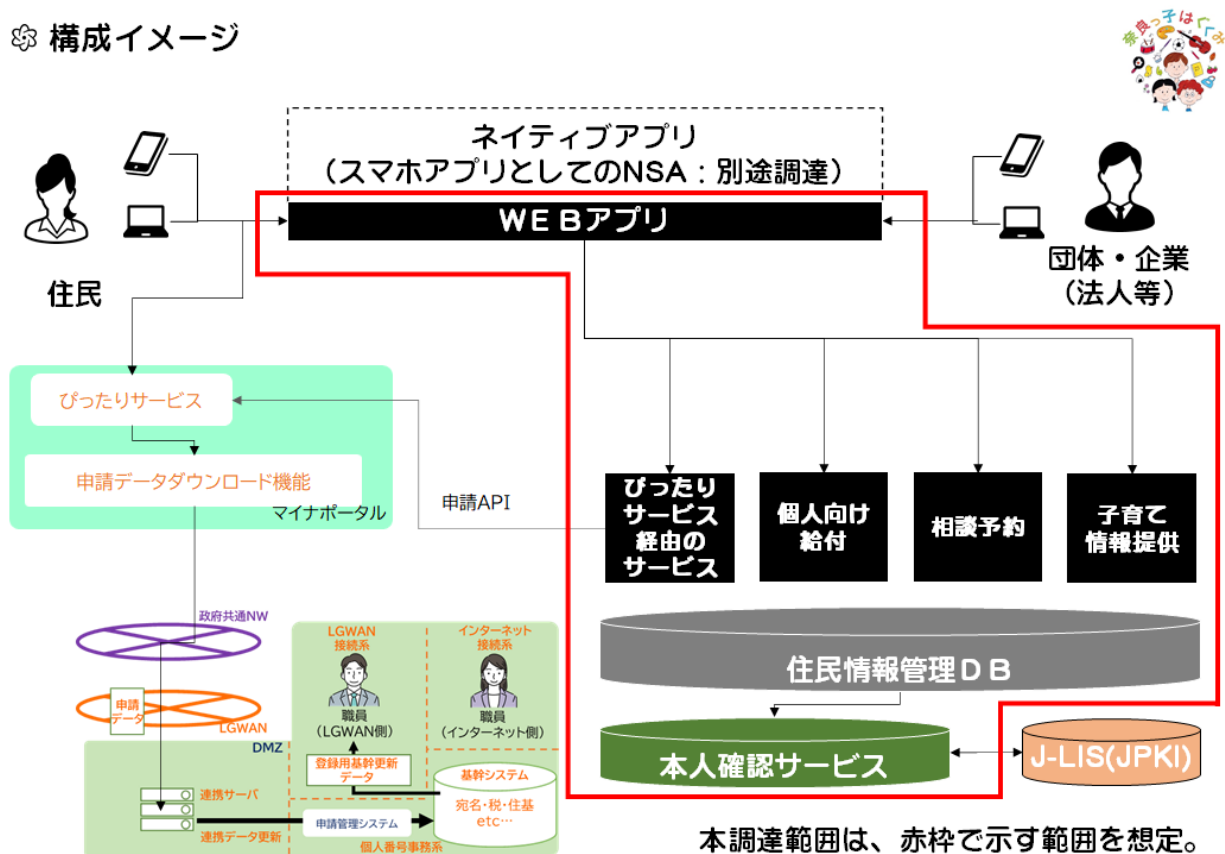 構成イメージ
奈良っ子はぐくみ
ネイティブアプリ
（スマホアプリとしてのNSA：別途調達）
ＷＥＢアプリ
住民
団体・企業
（法人等）
ぴったりサービス
申請データダウンロード機能
マイナポータル
申請API
ぴったり
サービス
経由の
サービス
個人向け
給付
相談予約
子育て
情報提供
住民情報管理ＤＢ
本人確認サービス
J-LIS(JPKI)
政府共通NW
申請
データ
LGWAN
DMZ
LGWAN
接続系
職員
(LGWAN側)
インターネット
接続系
職員
(インターネット側)
登録用基幹更新
データ
基幹システム
宛名・税・住基
etc…
連携サーバ
連携データ更新
申請管理システム
個人番号事務系
本調達範囲は、赤枠で示す範囲を想定。